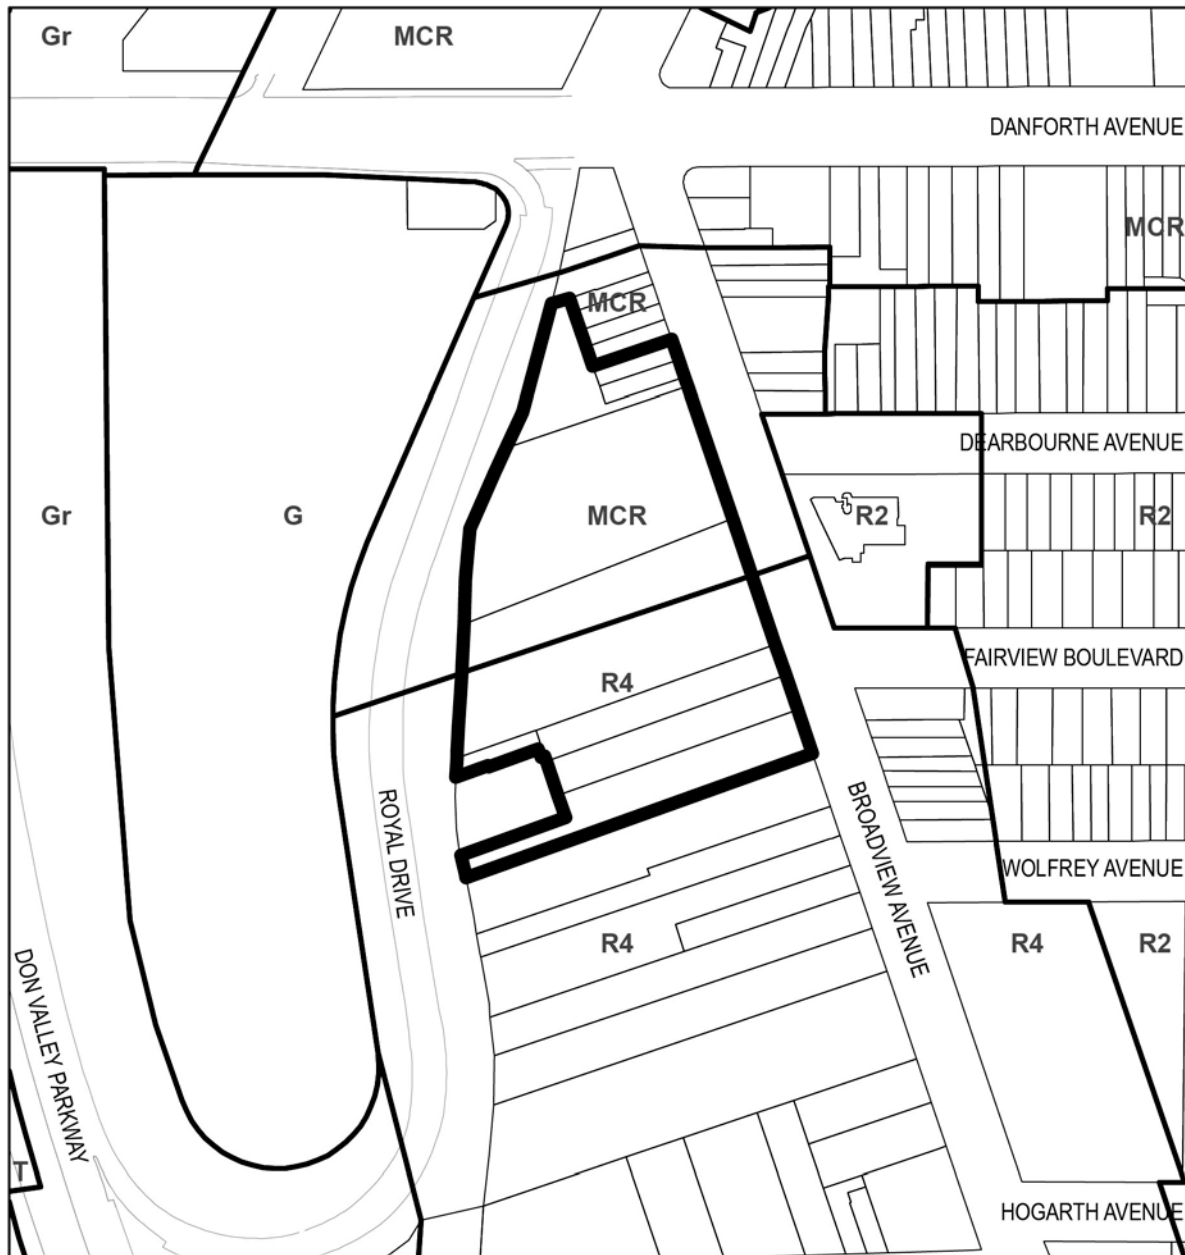 Gr
MCR
DANFORTH AVENUE
MCR
MCR
DEARBOURNE AVENUE
Gr
G
MCR
R2
R2
FAIRVIEW BOULEVARD
R4
ROYAL DRIVE
BROADVIEW AVENUE
WOLFREY AVENUE
R4
R4
R2
DON VALLEY PARKWAY
T
HOGARTH AVENUE